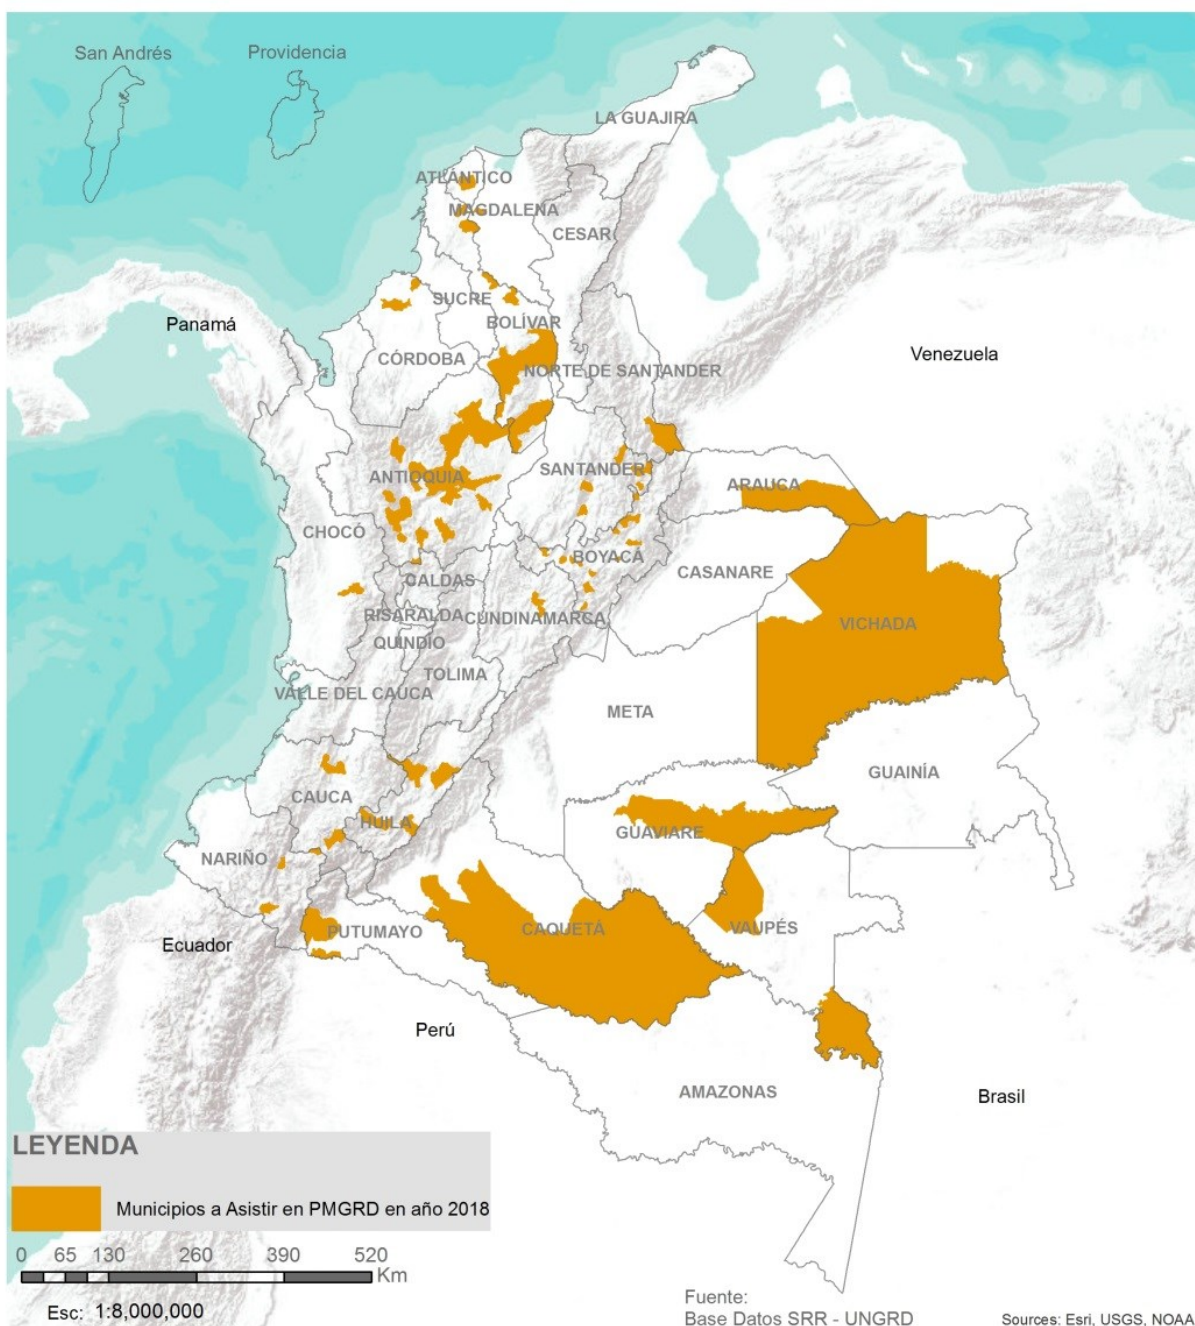 San Andrés
Providencia
LA GUAJIRA
ATLÁNTICO
MAGDALENA
CESAR
SUCRE
BOLÍVAR
Panamá
Venezuela
CÓRDOBA
NORTE DE SANTANDER
ANTIOQUIA
SANTANDER
ARAUCA
CHOCÓ
BOYACÁ
CASANARE
CALDAS
RISARALDA
CUNDINAMARCA
VICHADA
QUINDÍO
TOLIMA
VALLE DEL CAUCA
META
GUAINÍA
CAUCA
HUILA
GUAVIARE
NARIÑO
VAUPÉS
PUTUMAYO
CAQUETÁ
Ecuador
Perú
AMAZONAS
Brasil
LEYENDA
Municipios a Asistir en PMGRD en año 2018
0 65 130 260 390 520
Km
Esc: 1:8,000,000
Fuente:
Base Datos SRR - UNGRD
Sources: Esri, USGS, NOAA